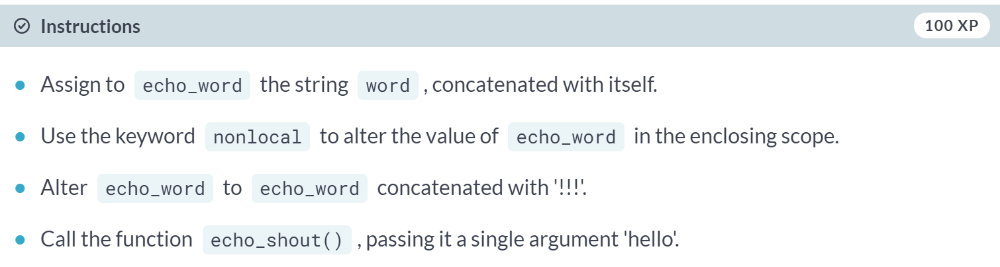 Instructions 100 XP
Assign to echo_word the string word , concatenated with itself.
Use the keyword nonlocal to alter the value of echo_word in the enclosing scope.
Alter echo_word to echo_word concatenated with '!!!'.
Call the function echo_shout() , passing it a single argument 'hello'.